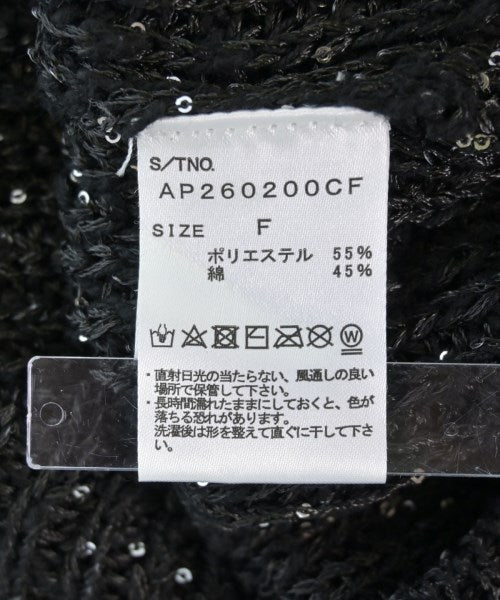 S/TNO.
AP260200CF
SIZE F
ポリエステル 55%
綿 45%
W
・直射日光の当たらない、風通しの良い
場所で保管して下さい。
・長時間濡れたままにしておくと、色が
落ちる恐れがあります。
洗濯後は形を整えて直ぐに干して下さ
い。